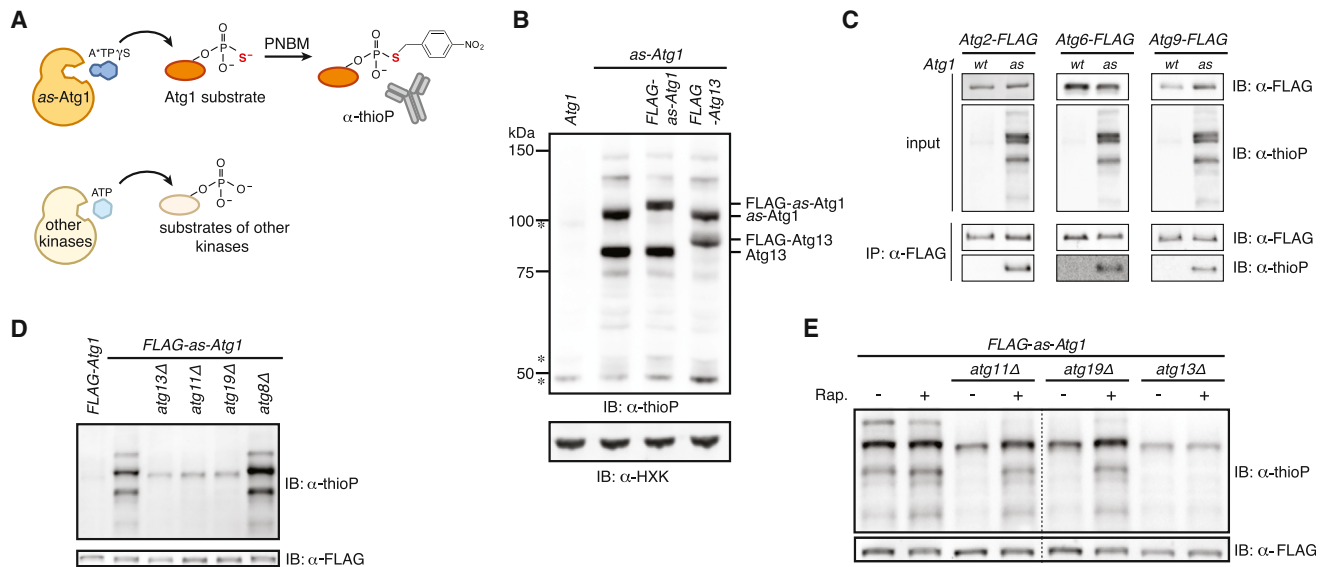 A
A*TPγS
as-Atg1
O
O
P
S⁻
O⁻
Atg1 substrate
PNBM
O
O
P
S
O⁻
NO₂
α-thioP
ATP
other
kinases
O
O
P
O⁻
O⁻
substrates of other
kinases
B
as-Atg1
Atg1
FLAG-
as-Atg1
FLAG
-Atg13
kDa
150
100
*
75
*
50
*
FLAG-as-Atg1
as-Atg1
FLAG-Atg13
Atg13
IB: α-thioP
IB: α-HXK
C
Atg2-FLAG Atg6-FLAG Atg9-FLAG
Atg1 wt as wt as wt as
IB: α-FLAG
input
IB: α-thioP
IP: α-FLAG
IB: α-FLAG
IB: α-thioP
D
FLAG-as-Atg1
FLAG-Atg1
atg13Δ
atg11Δ
atg19Δ
atg8Δ
IB: α-thioP
IB: α-FLAG
E
FLAG-as-Atg1
atg11Δ atg19Δ atg13Δ
Rap. - + - + - + - +
IB: α-thioP
IB: α-FLAG